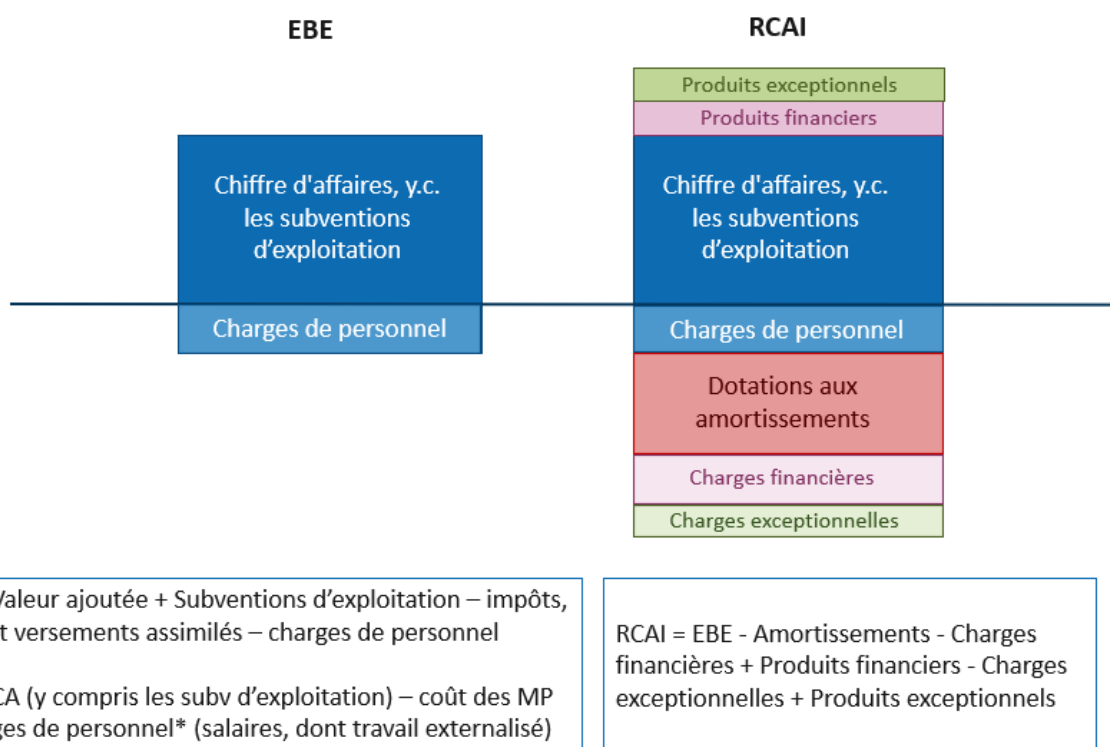 EBE
RCAI
Produits exceptionnels
Produits financiers
Chiffre d'affaires, y.c.
les subventions
d’exploitation
Chiffre d'affaires, y.c.
les subventions
d’exploitation
Charges de personnel
Charges de personnel
Dotations aux
amortissements
Charges financières
Charges exceptionnelles
Valeur ajoutée + Subventions d’exploitation – impôts,
versements assimilés – charges de personnel
CA (y compris les subv d’exploitation) – coût des MP
de personnel* (salaires, dont travail externalisé)
RCAI = EBE - Amortissements - Charges
financières + Produits financiers - Charges
exceptionnelles + Produits exceptionnels